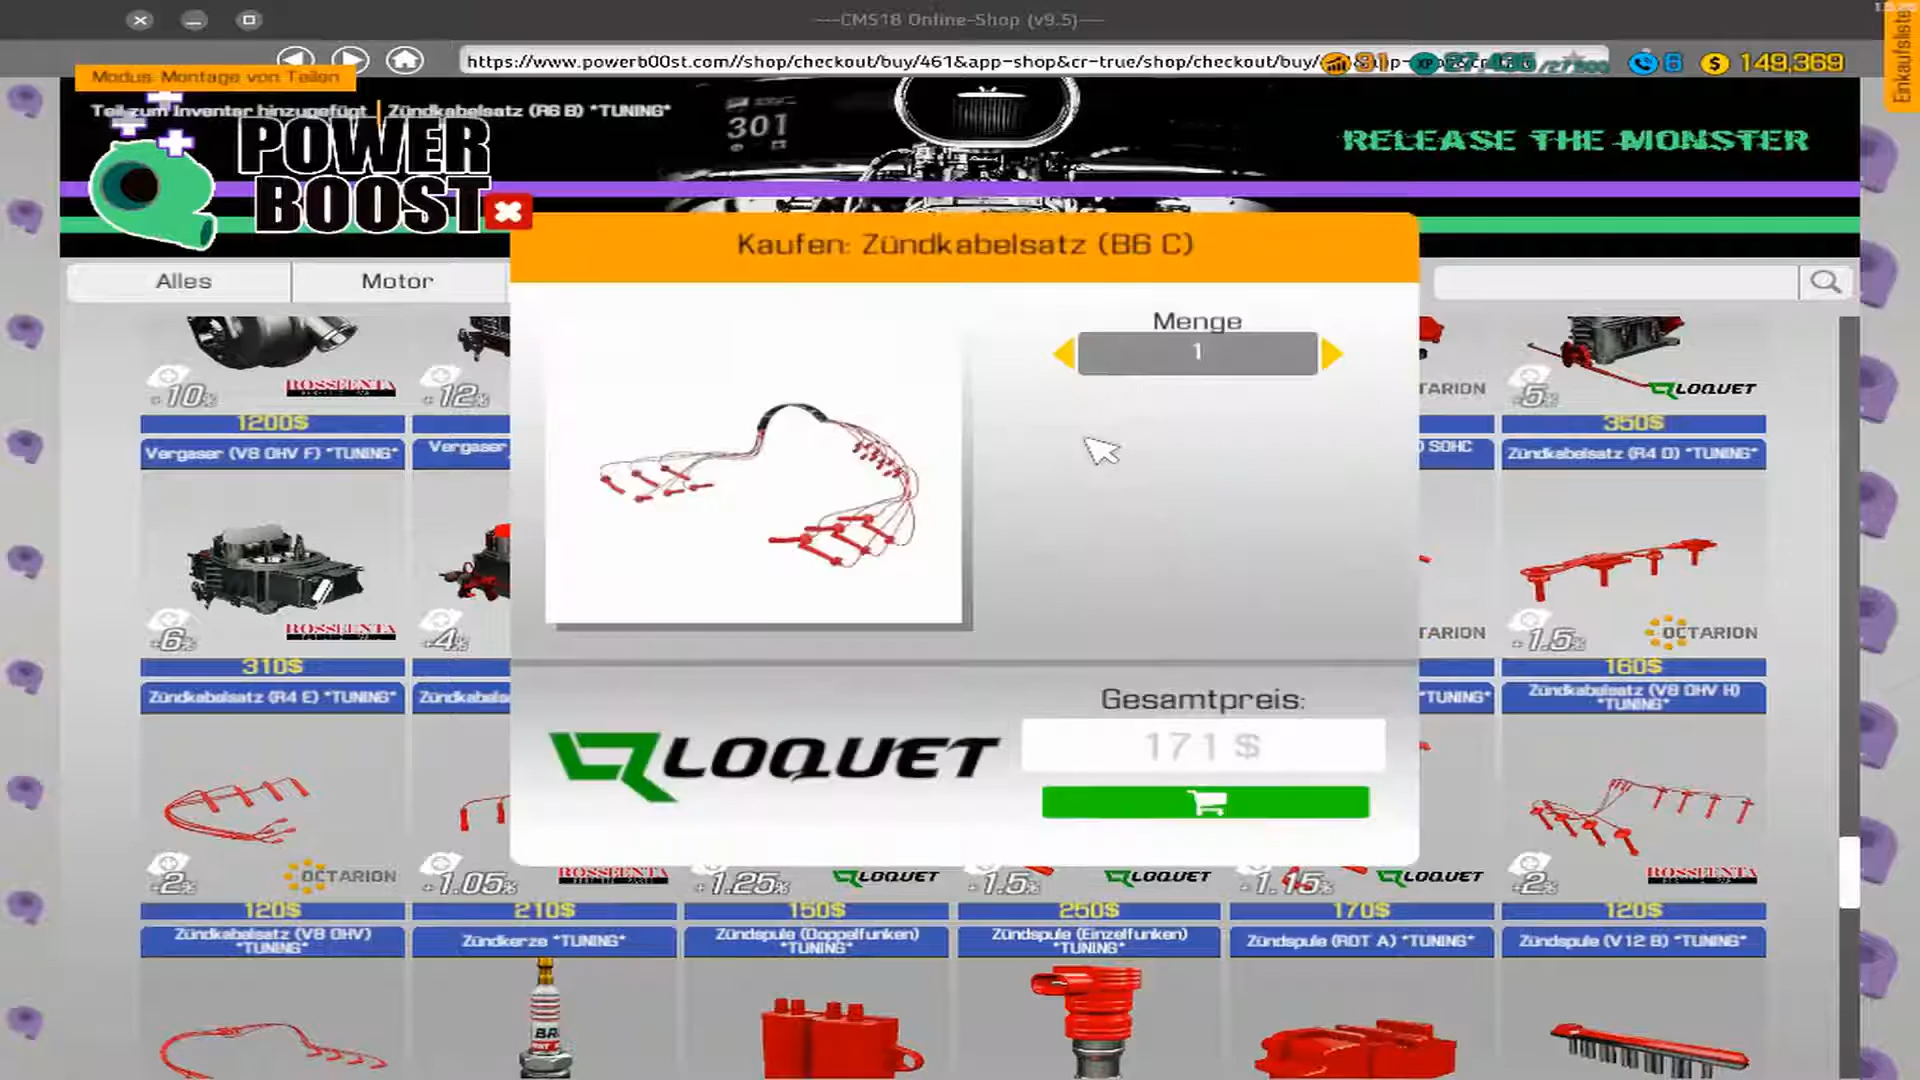 ----CMS18 Online-Shop (v9.5)----
https://www.powerb00st.com//shop/checkout/buy/461&app-shop&cr=true/shop/checkout/buy/
6
149,369
Einkaufsliste
Modus: Montage von Teilen
Teil zum Inventar hinzugefügt | Zündkabelsatz (R6 B) *TUNING*
POWER
BOOST
301
RELEASE THE MONSTER
Alles
Motor
Kaufen: Zündkabelsatz (B6 C)
Menge
1
Gesamtpreis:
171 $
LOQUET
+10%
ROSSEENTA
+12%
TARION
+5%
LOQUET
1200$
350$
Vergaser (V8 OHV F) *TUNING*
Vergaser
SOHC
Zündkabelsatz (R4 D) *TUNING*
+6%
ROSSEENTA
+4%
TARION
+1.5%
OCTARION
310$
160$
Zündkabelsatz (R4 E) *TUNING*
*TUNING*
Zündkabelsatz (V8 OHV H)
*TUNING*
+2%
OCTARION
+1.05%
ROSSEENTA
+1.25%
LOQUET
+1.5%
LOQUET
+1.15%
LOQUET
+2%
ROSSEENTA
120$
210$
150$
250$
170$
120$
Zündkabelsatz (V8 OHV)
*TUNING*
Zündkerze *TUNING*
Zündspule (Doppelfunken)
*TUNING*
Zündspule (Einzelfunken)
*TUNING*
Zündspule (ROT A) *TUNING*
Zündspule (V12 B) *TUNING*